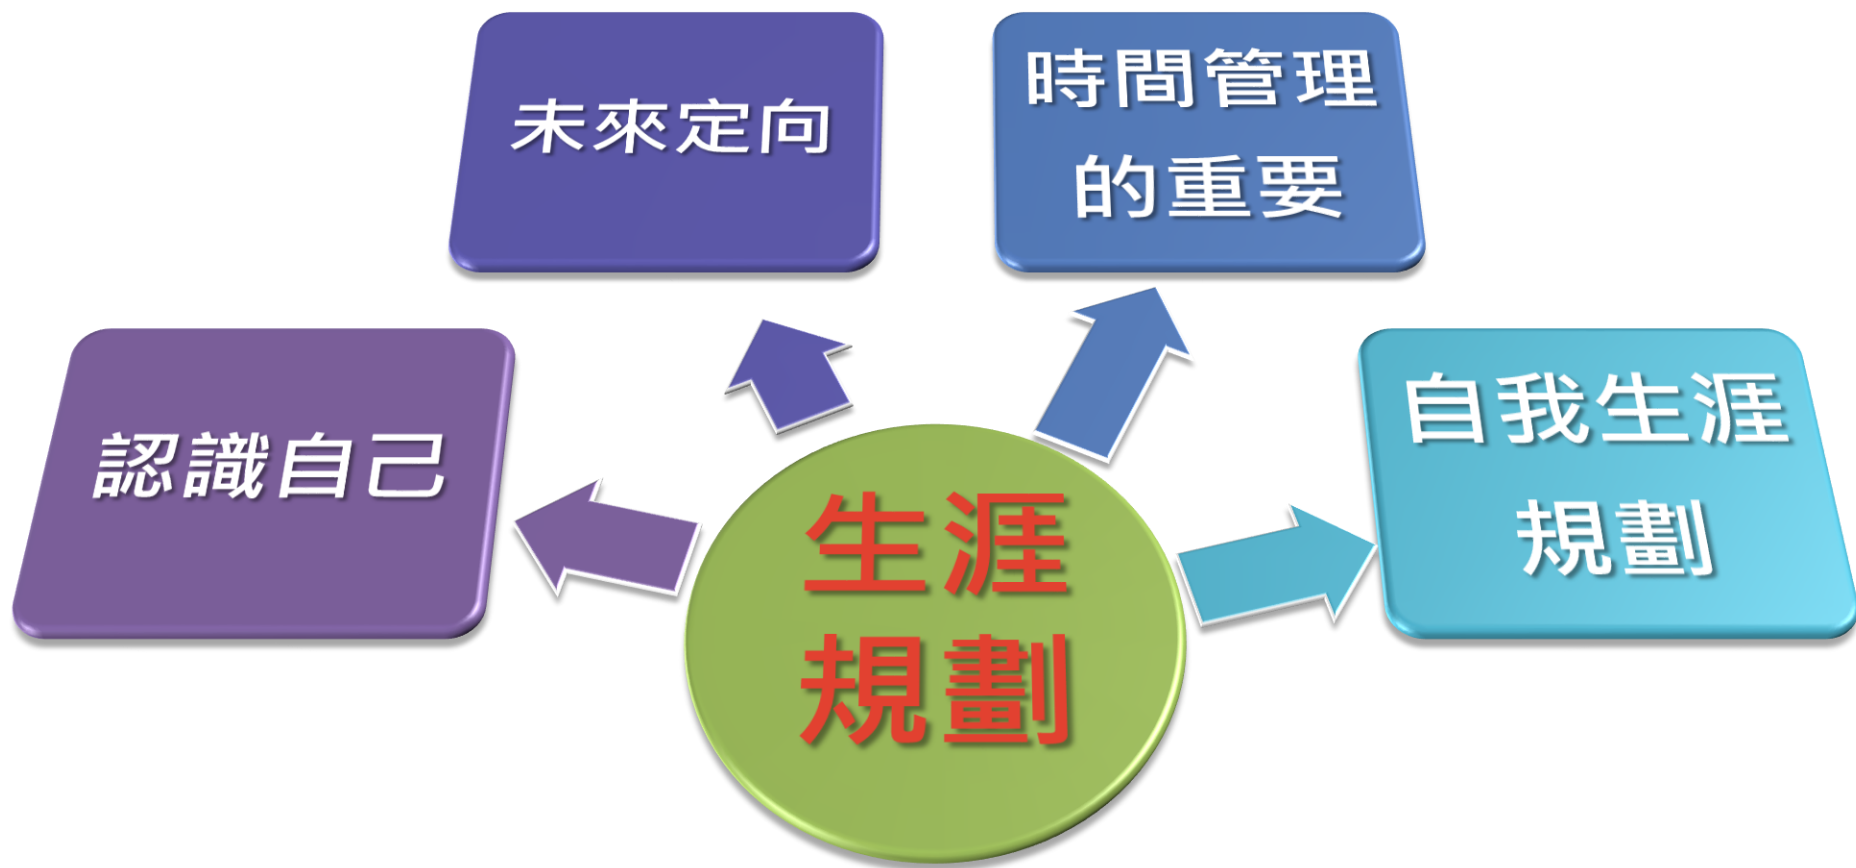 未來定向
時間管理
的重要
認識自己
自我生涯
規劃
生涯
規劃